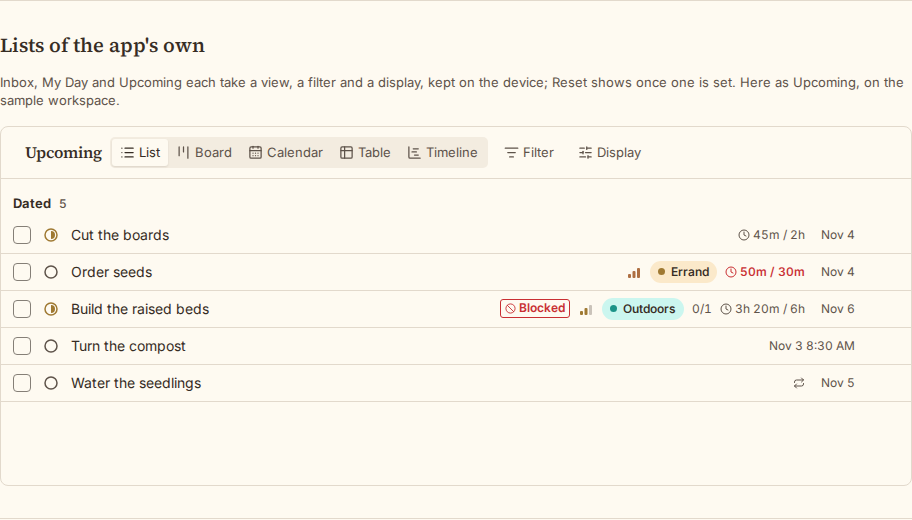 Lists of the app's own
Inbox, My Day and Upcoming each take a view, a filter and a display, kept on the device; Reset shows once one is set. Here as Upcoming, on the
sample workspace.
Upcoming List Board Calendar Table Timeline Filter Display
Dated 5
Cut the boards 45m / 2h Nov 4
Order seeds Errand 50m / 30m Nov 4
Build the raised beds Blocked Outdoors 0/1 3h 20m / 6h Nov 6
Turn the compost Nov 3 8:30 AM
Water the seedlings Nov 5